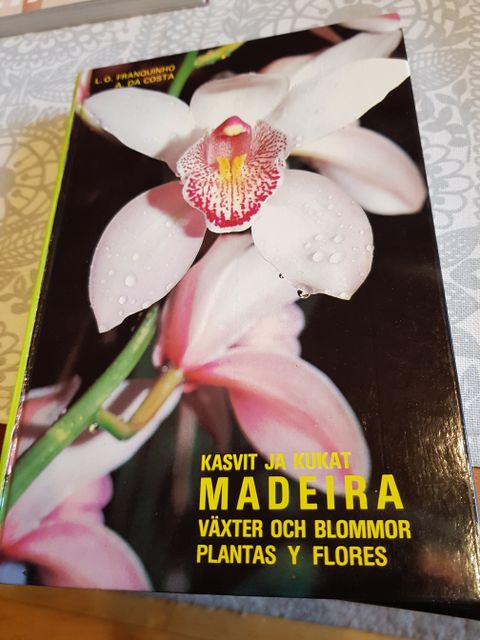 L. O. FRANQUINHO
A. DA COSTA
KASVIT JA KUKAT
MADEIRA
VÄXTER OCH BLOMMOR
PLANTAS Y FLORES